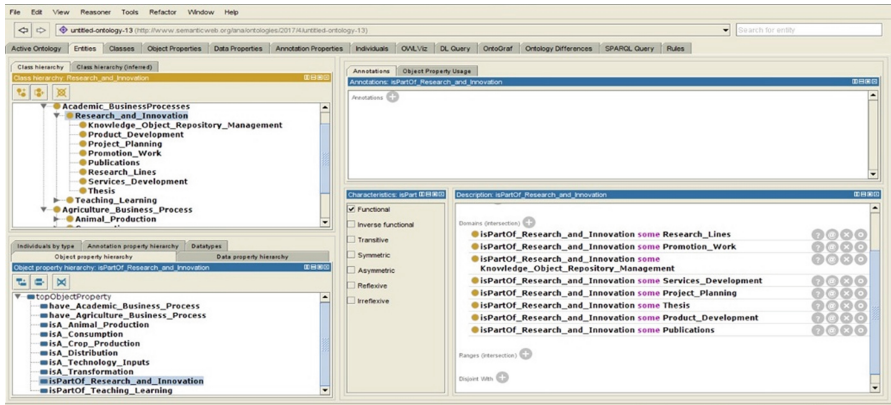 File Edit View Reasoner Tools Refactor Window Help
untitled-ontology-13 (http://www.semanticweb.org/ana/ontologies/2017/4/untitled-ontology-13)
Search for entity
Active Ontology Entities Classes Object Properties Data Properties Annotation Properties Individuals OWLViz DL Query OntoGraf Ontology Differences SPARQL Query Rules
Class hierarchy Class hierarchy (inferred)
Class hierarchy: Research_and_Innovation
Academic_BusinessProcesses
Research_and_Innovation
Knowledge_Object_Repository_Management
Product_Development
Project_Planning
Promotion_Work
Publications
Research_Lines
Services_Development
Thesis
Teaching_Learning
Agriculture_Business_Process
Animal_Production
Individuals by type Annotation property hierarchy Datatypes
Object property hierarchy Data property hierarchy
Object property hierarchy: isPartOf_Research_and_Innovation
topObjectProperty
have_Academic_Business_Process
have_Agriculture_Business_Process
isA_Animal_Production
isA_Consumption
isA_Crop_Production
isA_Distribution
isA_Technology_Inputs
isA_Transformation
isPartOf_Research_and_Innovation
isPartOf_Teaching_Learning
Annotations Object Property Usage
Annotations: isPartOf_Research_and_Innovation
Annotations
Characteristics: isPart
Functional
Inverse functional
Transitive
Symmetric
Asymmetric
Reflexive
Irreflexive
Description: isPartOf_Research_and_Innovation
Domains (intersection)
isPartOf_Research_and_Innovation some Research_Lines
isPartOf_Research_and_Innovation some Promotion_Work
isPartOf_Research_and_Innovation some
Knowledge_Object_Repository_Management
isPartOf_Research_and_Innovation some Services_Development
isPartOf_Research_and_Innovation some Project_Planning
isPartOf_Research_and_Innovation some Thesis
isPartOf_Research_and_Innovation some Product_Development
isPartOf_Research_and_Innovation some Publications
Ranges (intersection)
Disjoint With